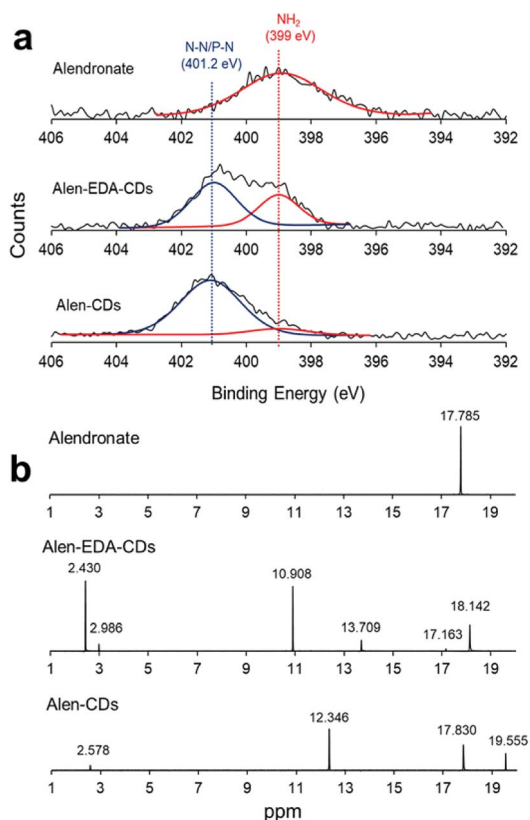 a
N-N/P-N
(401.2 eV)
NH₂
(399 eV)
Alendronate
406 404 402 400 398 396 394 392
Alen-EDA-CDs
406 404 402 400 398 396 394 392
Alen-CDs
406 404 402 400 398 396 394 392
Counts
Binding Energy (eV)
b
Alendronate
17.785
1 3 5 7 9 11 13 15 17 19
Alen-EDA-CDs
2.430
2.986
10.908
13.709
17.163
18.142
1 3 5 7 9 11 13 15 17 19
Alen-CDs
2.578
12.346
17.830
19.555
1 3 5 7 9 11 13 15 17 19
ppm